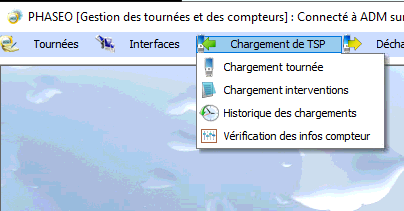 PHASEO [Gestion des tournées et des compteurs] : Connecté à ADM sur
Tournées Interfaces Chargement de TSP Décha
Chargement tournée
Chargement interventions
Historique des chargements
Vérification des infos compteur